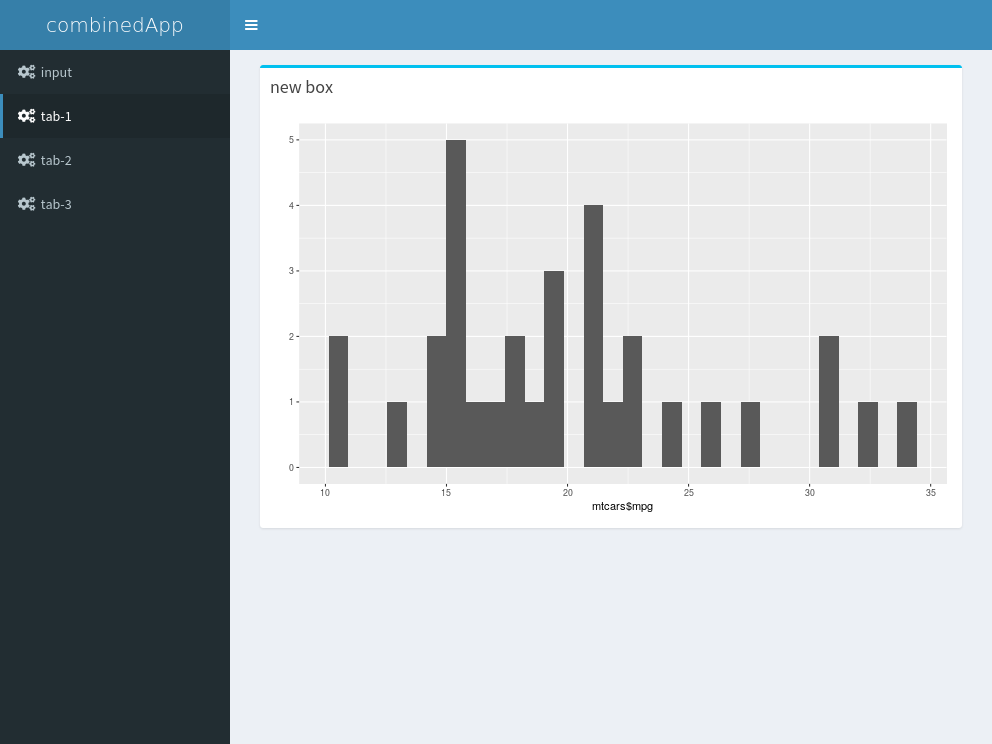 combinedApp
input
tab-1
tab-2
tab-3
new box
5
4
3
2
1
0
10 15 20 25 30 35
mtcars$mpg